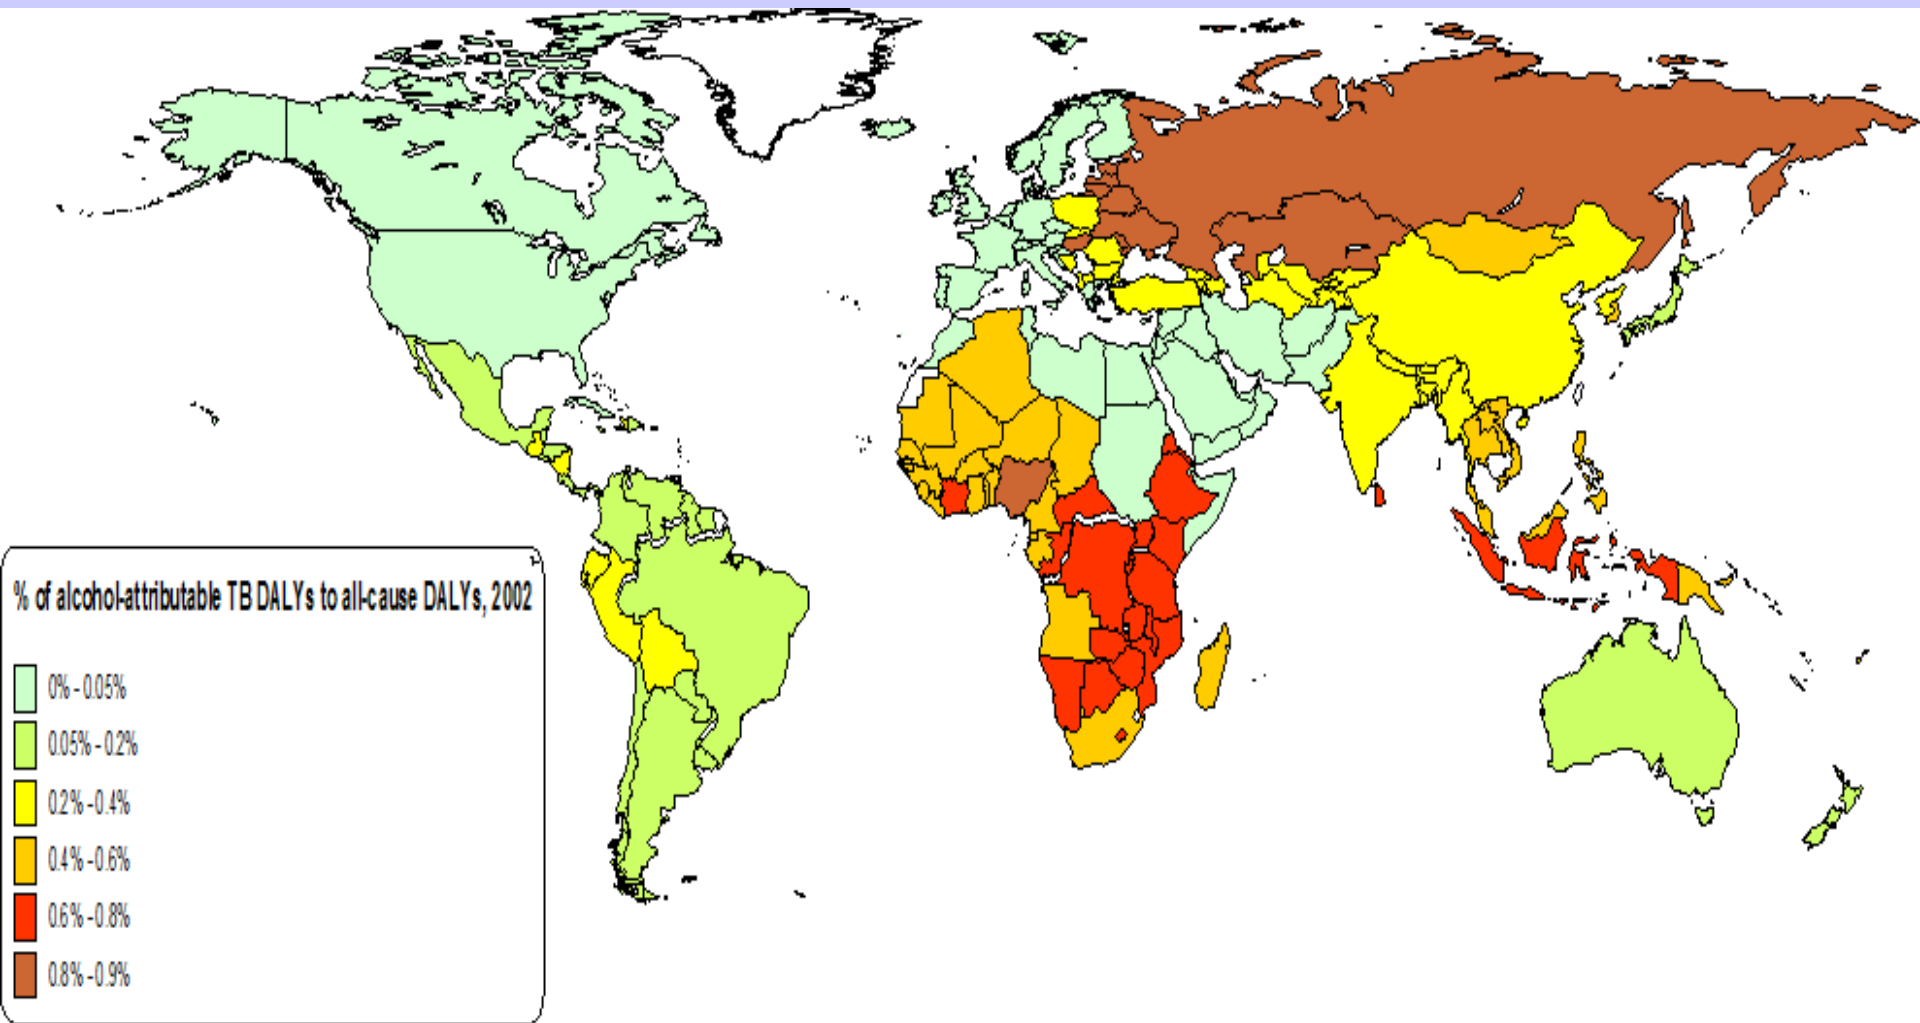 % of alcohol-attributable TB DALYs to all-cause DALYs, 2002
0% - 0.05%
0.05% - 0.2%
0.2% - 0.4%
0.4% - 0.6%
0.6% - 0.8%
0.8% - 0.9%